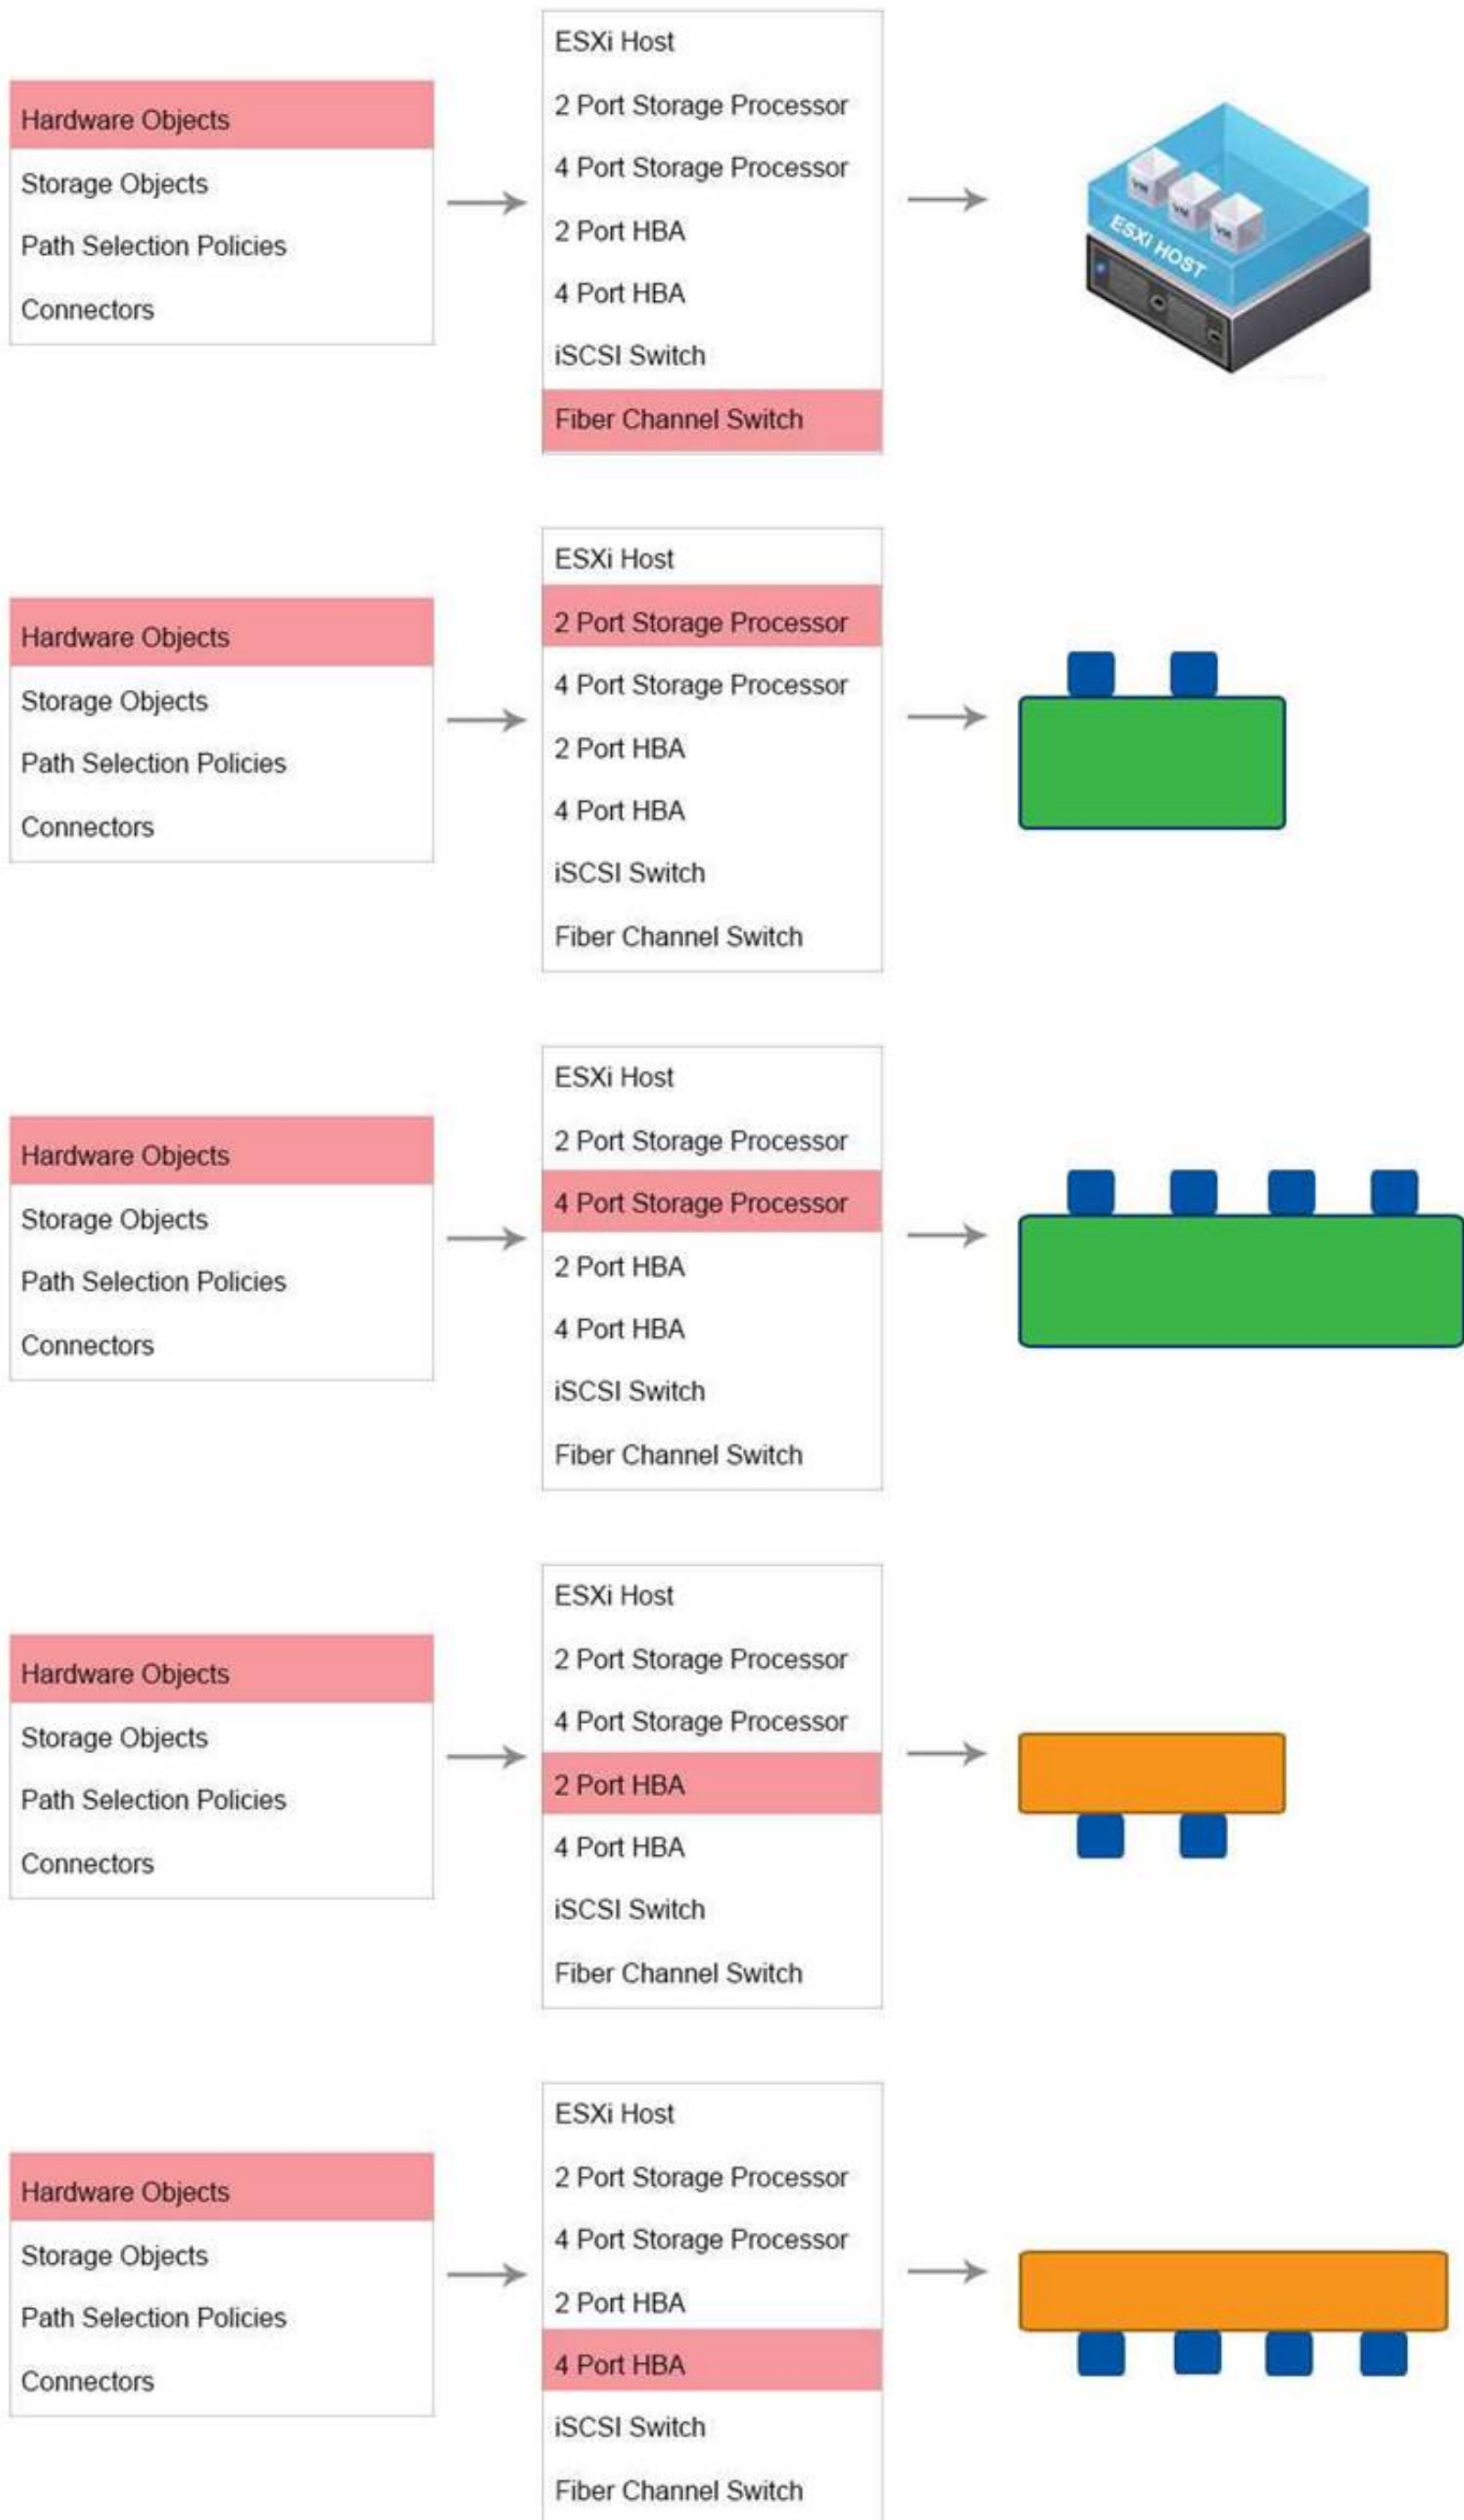 Hardware Objects
Storage Objects
Path Selection Policies
Connectors
ESXi Host
2 Port Storage Processor
4 Port Storage Processor
2 Port HBA
4 Port HBA
iSCSI Switch
Fiber Channel Switch
VM
VM
VM
ESXi HOST
Hardware Objects
Storage Objects
Path Selection Policies
Connectors
ESXi Host
2 Port Storage Processor
4 Port Storage Processor
2 Port HBA
4 Port HBA
iSCSI Switch
Fiber Channel Switch
Hardware Objects
Storage Objects
Path Selection Policies
Connectors
ESXi Host
2 Port Storage Processor
4 Port Storage Processor
2 Port HBA
4 Port HBA
iSCSI Switch
Fiber Channel Switch
Hardware Objects
Storage Objects
Path Selection Policies
Connectors
ESXi Host
2 Port Storage Processor
4 Port Storage Processor
2 Port HBA
4 Port HBA
iSCSI Switch
Fiber Channel Switch
Hardware Objects
Storage Objects
Path Selection Policies
Connectors
ESXi Host
2 Port Storage Processor
4 Port Storage Processor
2 Port HBA
4 Port HBA
iSCSI Switch
Fiber Channel Switch